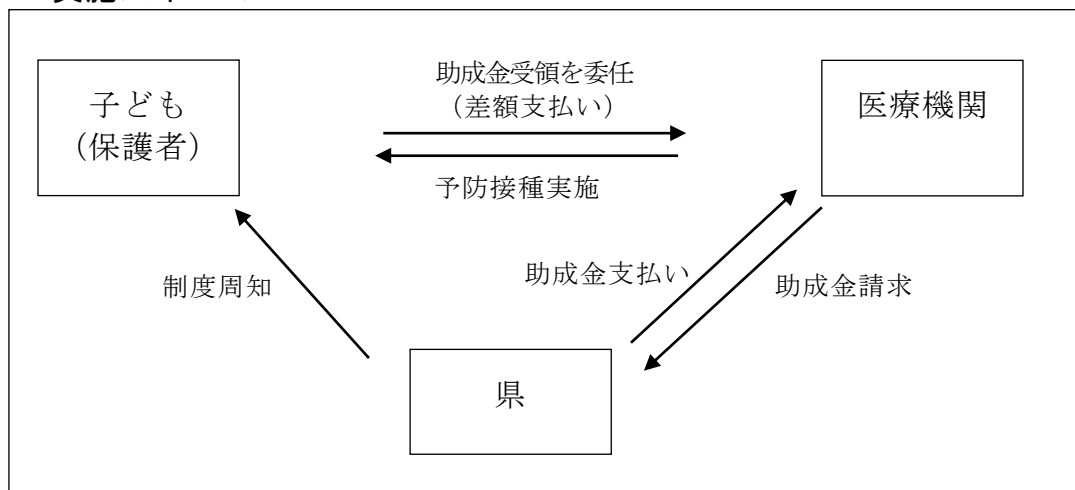 子ども
（保護者）
助成金受領を委任
（差額支払い）
予防接種実施
医療機関
制度周知
助成金支払い
助成金請求
県